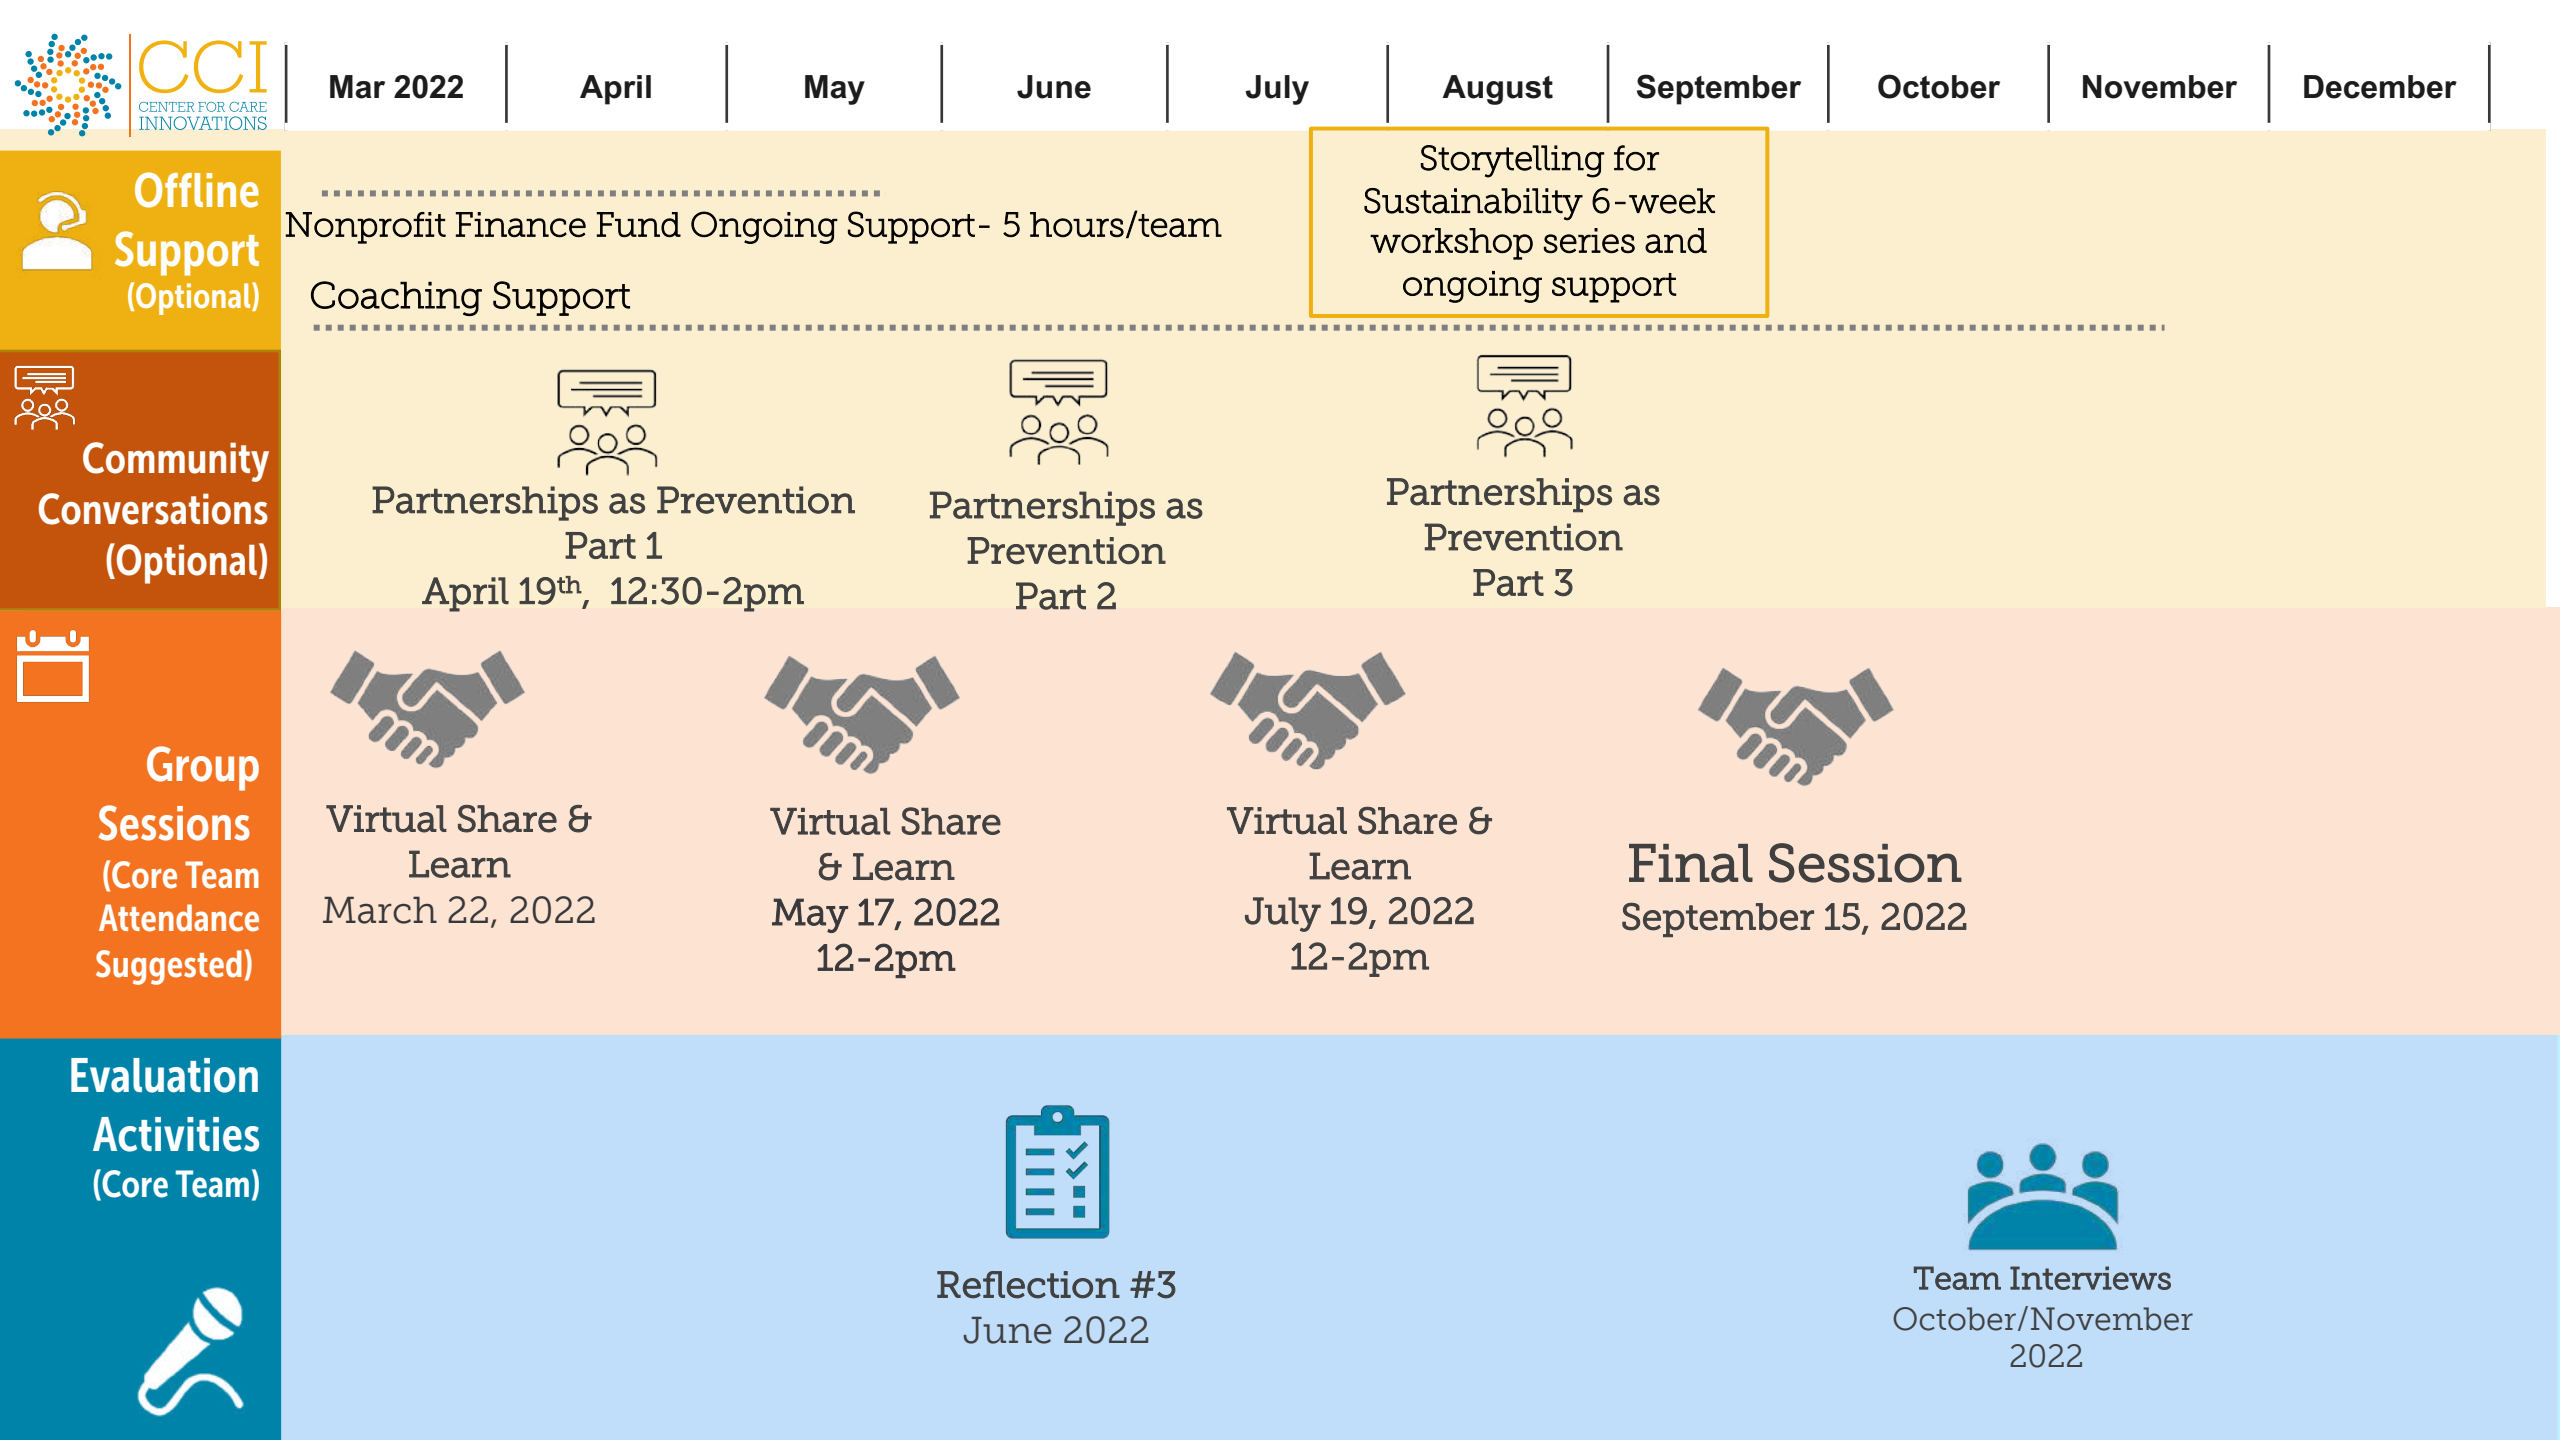 CCI
CENTER FOR CARE
INNOVATIONS
Mar 2022
April
May
June
July
August
September
October
November
December
Offline
Support
(Optional)
Nonprofit Finance Fund Ongoing Support- 5 hours/team
Coaching Support
Storytelling for
Sustainability 6-week
workshop series and
ongoing support
Community
Conversations
(Optional)
Partnerships as Prevention
Part 1
April 19th, 12:30-2pm
Partnerships as
Prevention
Part 2
Partnerships as
Prevention
Part 3
Group
Sessions
(Core Team
Attendance
Suggested)
Virtual Share &
Learn
March 22, 2022
Virtual Share
& Learn
May 17, 2022
12-2pm
Virtual Share &
Learn
July 19, 2022
12-2pm
Final Session
September 15, 2022
Evaluation
Activities
(Core Team)
Reflection #3
June 2022
Team Interviews
October/November
2022